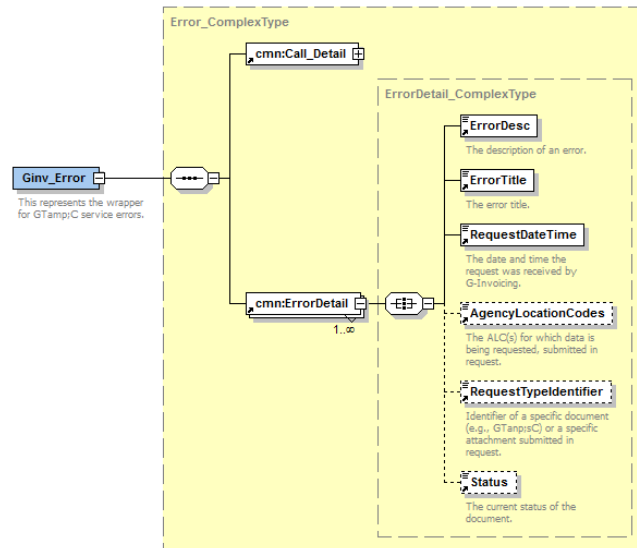 Error_ComplexType
cmn:Call_Detail
ErrorDetail_ComplexType
ErrorDesc
The description of an error.
Ginv_Error
This represents the wrapper
for GTamp;C service errors.
ErrorTitle
The error title.
RequestDateTime
The date and time the
request was received by
G-Invoicing.
cmn:ErrorDetail
1..∞
AgencyLocationCodes
The ALC(s) for which data is
being requested, submitted in
request.
RequestTypeIdentifier
Identifier of a specific document
(e.g., GTanp;sC) or a specific
attachment submitted in
request.
Status
The current status of the
document.